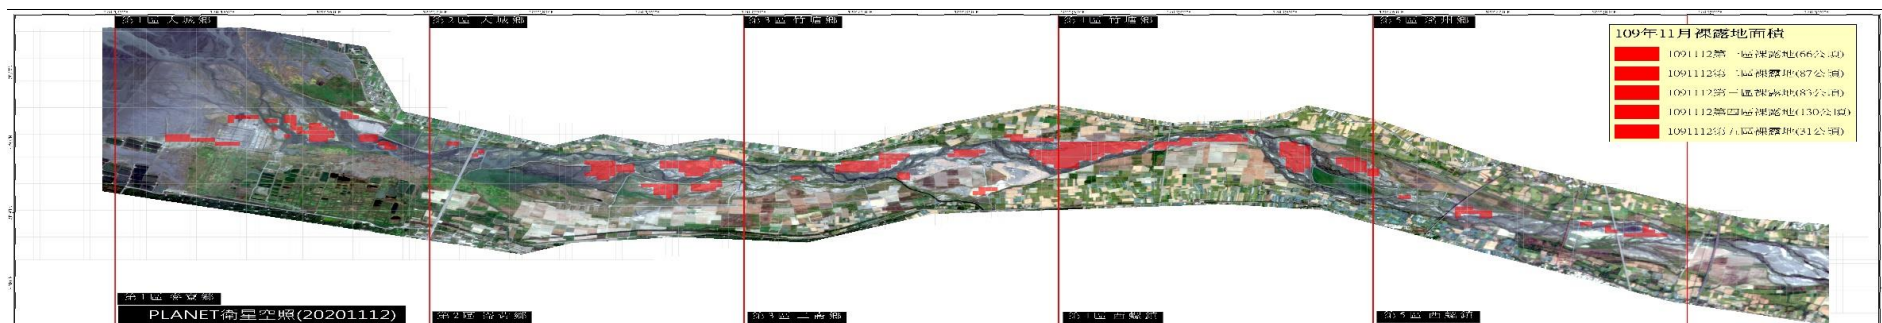 第1區 大城鄉
第2區 大城鄉
第3區 竹塘鄉
第4區 竹塘鄉
第5區 溪州鄉
109年11月裸露地面積
1091112第一區裸露地(66公頃)
1091112第二區裸露地(87公頃)
1091112第三區裸露地(83公頃)
1091112第四區裸露地(130公頃)
1091112第五區裸露地(31公頃)
第1區 麥寮鄉
PLANET衛星空照(20201112)
第2區 崙背鄉
第3區 二崙鄉
第4區 西螺鎮
第5區 西螺鎮